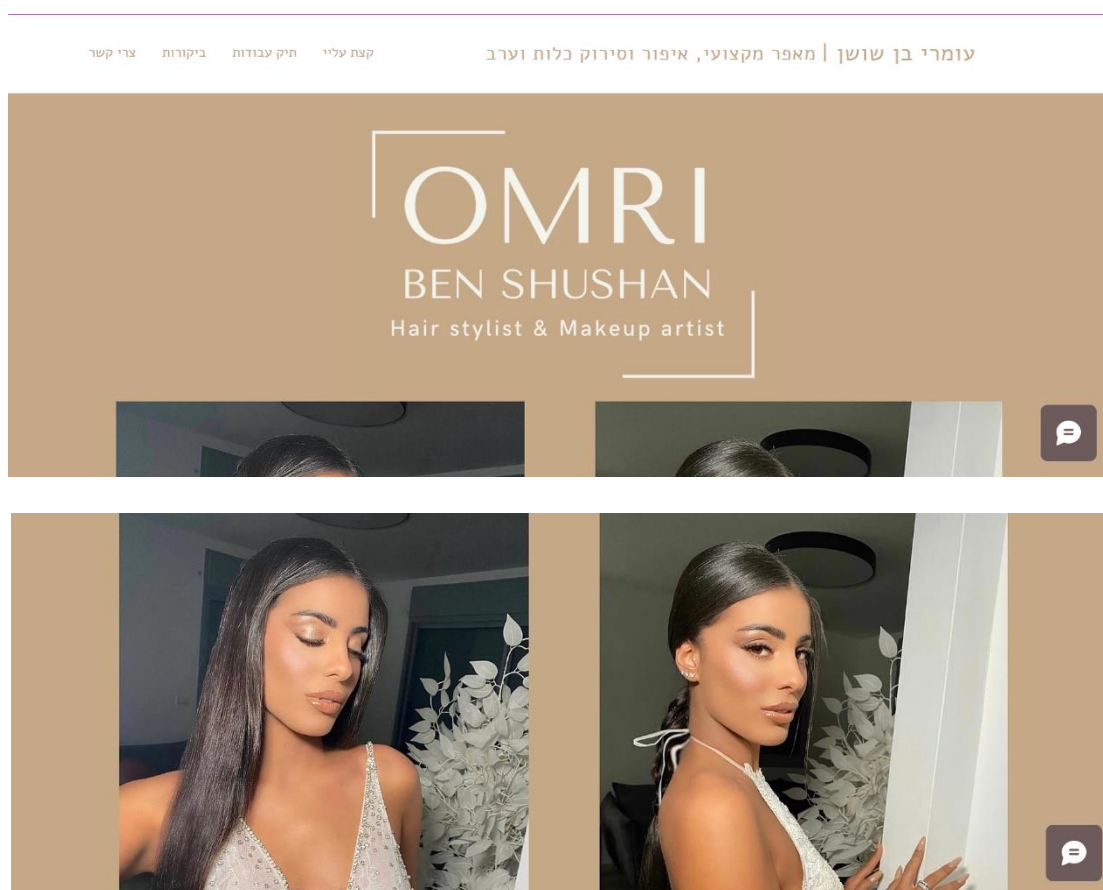 עומרי בן שושן | מאפר מקצועי, איפור וסירוק כלות וערב
קצת עליי תיק עבודות ביקורות צרי קשר
OMRI
BEN SHUSHAN
Hair stylist & Makeup artist